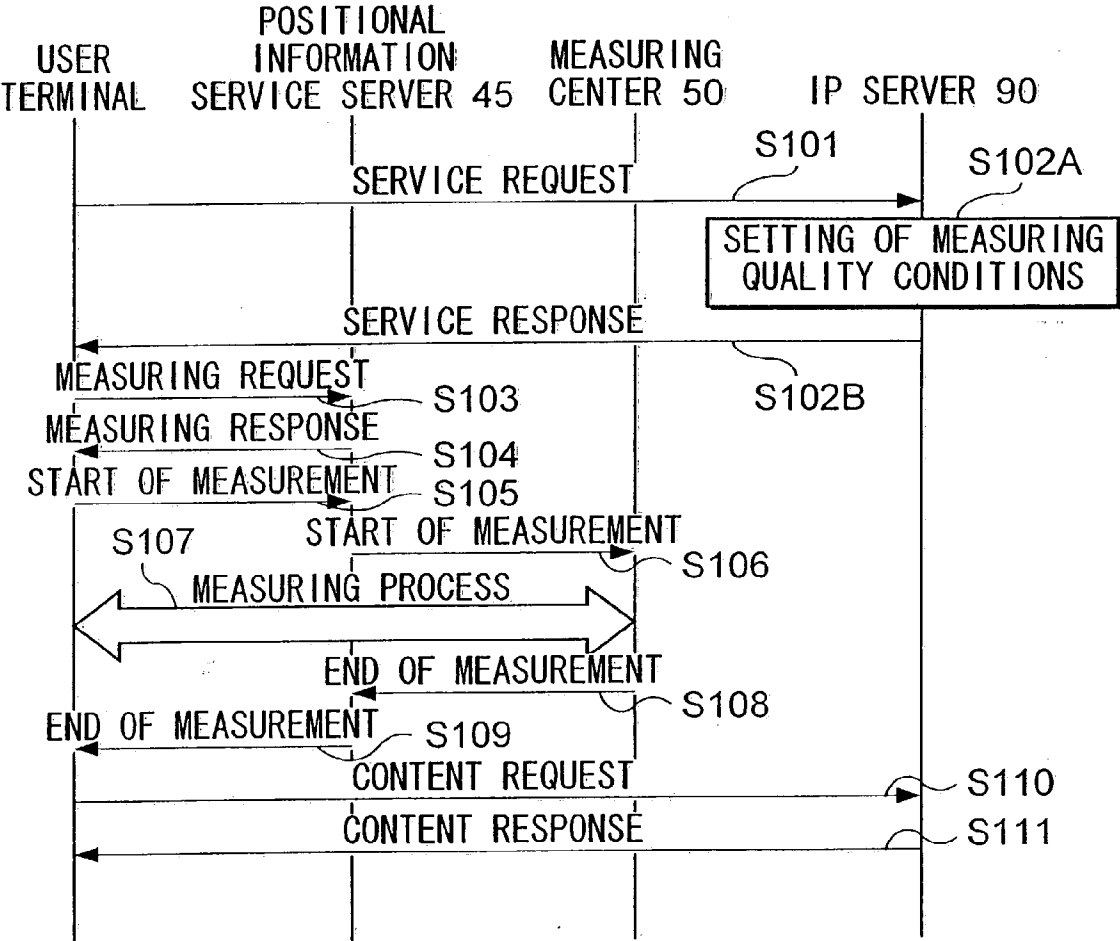 USER
TERMINAL
POSITIONAL
INFORMATION
SERVICE SERVER 45
MEASURING
CENTER 50
IP SERVER 90
S101
SERVICE REQUEST
S102A
SETTING OF MEASURING
QUALITY CONDITIONS
SERVICE RESPONSE
S102B
MEASURING REQUEST
S103
MEASURING RESPONSE
S104
START OF MEASUREMENT
S105
START OF MEASUREMENT
S106
S107
MEASURING PROCESS
END OF MEASUREMENT
S108
END OF MEASUREMENT
S109
CONTENT REQUEST
S110
CONTENT RESPONSE
S111